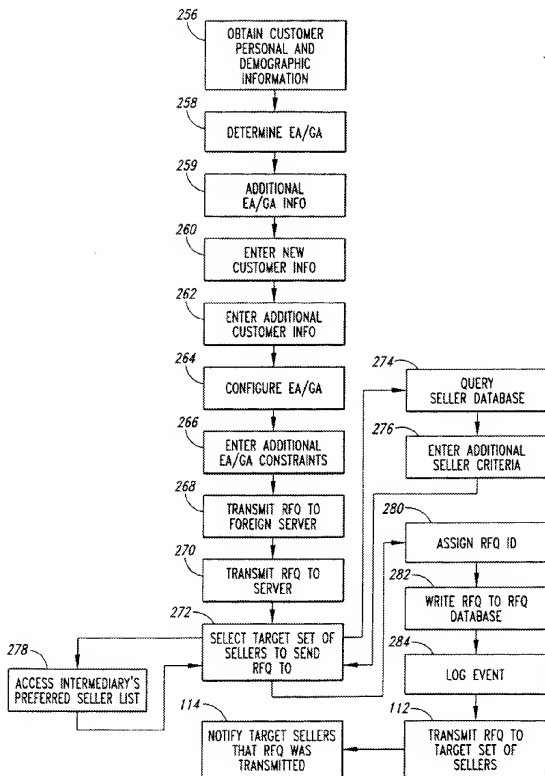 256
OBTAIN CUSTOMER
PERSONAL AND
DEMOGRAPHIC
INFORMATION
258
DETERMINE EA/GA
259
ADDITIONAL
EA/GA INFO
260
ENTER NEW
CUSTOMER INFO
262
ENTER ADDITIONAL
CUSTOMER INFO
264
CONFIGURE EA/GA
266
ENTER ADDITIONAL
EA/GA CONSTRAINTS
268
TRANSMIT RFQ TO
FOREIGN SERVER
270
TRANSMIT RFQ TO
SERVER
272
SELECT TARGET SET OF
SELLERS TO SEND
RFQ TO
274
QUERY
SELLER DATABASE
276
ENTER ADDITIONAL
SELLER CRITERIA
278
ACCESS INTERMEDIARY'S
PREFERRED SELLER LIST
280
ASSIGN RFQ ID
282
WRITE RFQ TO RFQ
DATABASE
284
LOG EVENT
112
TRANSMIT RFQ TO
TARGET SET OF
SELLERS
114
NOTIFY TARGET SELLERS
THAT RFQ WAS
TRANSMITTED